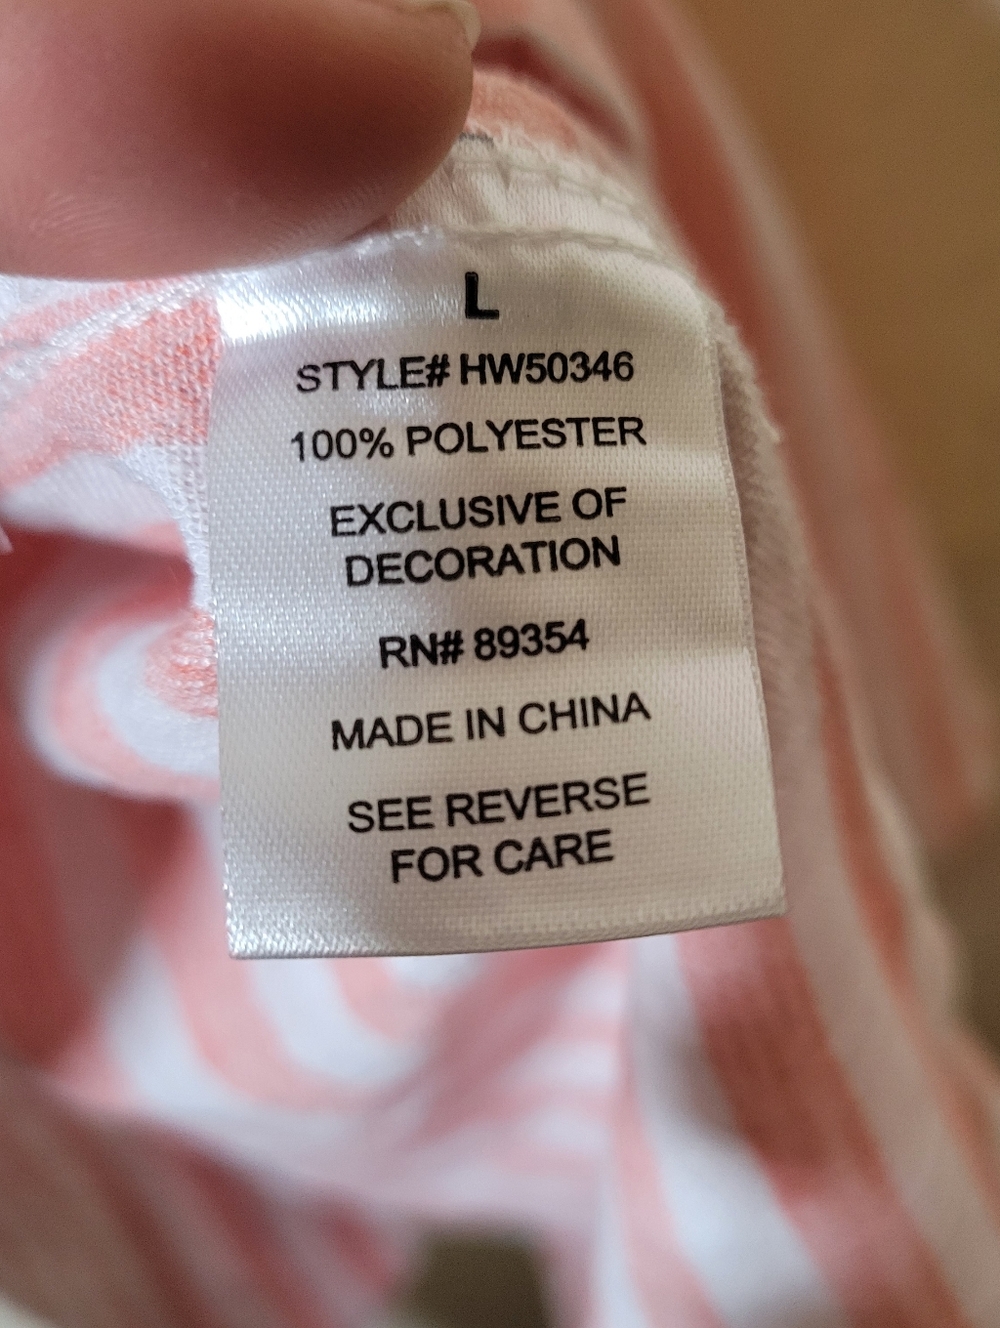 L
STYLE# HW50346
100% POLYESTER
EXCLUSIVE OF
DECORATION
RN# 89354
MADE IN CHINA
SEE REVERSE
FOR CARE